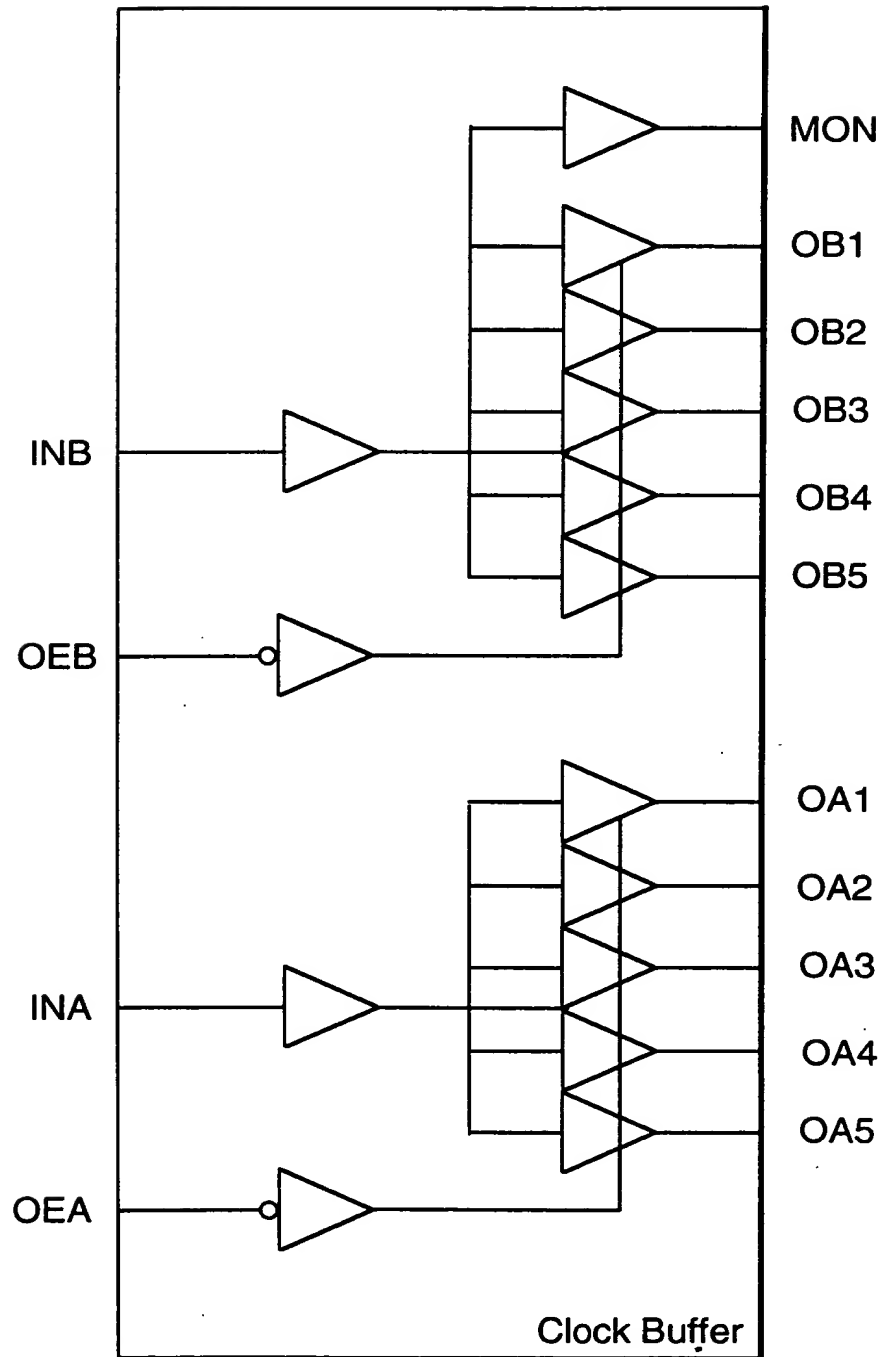 MON
OB1
OB2
OB3
INB
OB4
OB5
OEB
OA1
OA2
OA3
INA
OA4
OA5
OEA
Clock Buffer